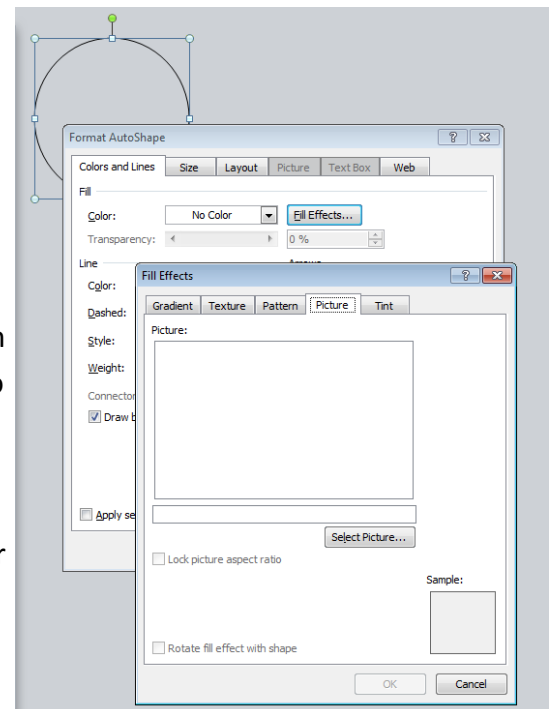 Format AutoShape
Colors and Lines Size Layout Picture Text Box Web
Fill
Color: No Color Fill Effects...
Transparency: 0 %
Line
Color:
Dashed:
Style:
Weight:
Connector
Draw b
Apply se
Fill Effects
Gradient Texture Pattern Picture Tint
Picture:
Select Picture...
Lock picture aspect ratio
Sample:
Rotate fill effect with shape
OK Cancel